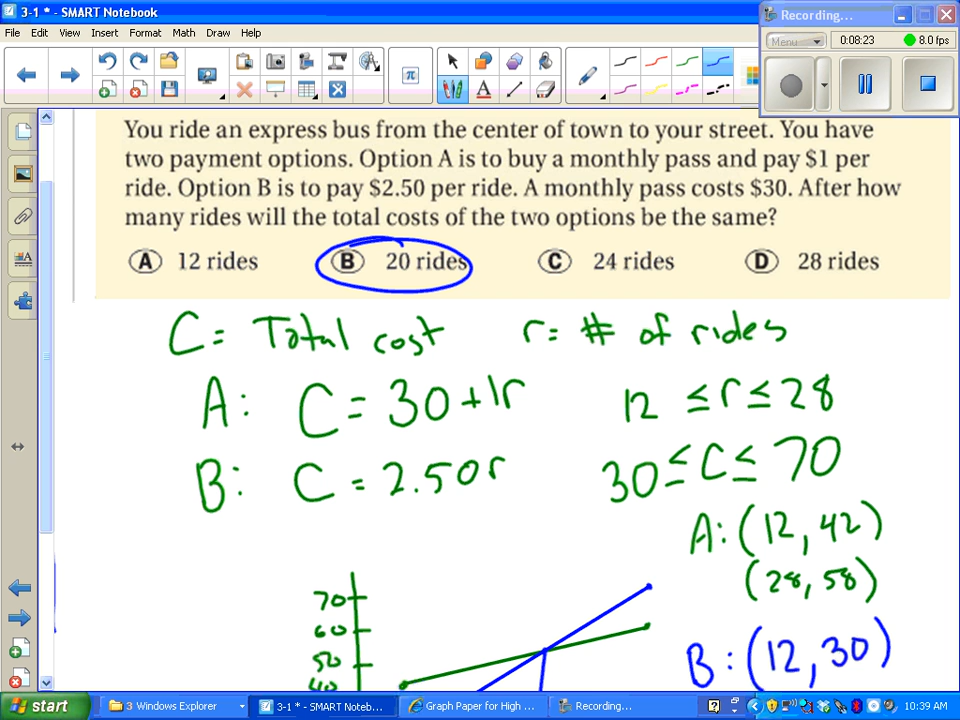 3-1 * - SMART Notebook
Recording...
File Edit View Insert Format Math Draw Help
Menu 0:08:23 8.0 fps
π
A
You ride an express bus from the center of town to your street. You have
two payment options. Option A is to buy a monthly pass and pay $1 per
ride. Option B is to pay $2.50 per ride. A monthly pass costs $30. After how
many rides will the total costs of the two options be the same?
A 12 rides B 20 rides C 24 rides D 28 rides
C = Total cost r = # of rides
A: C = 30 + 1r 12 ≤ r ≤ 28
B: C = 2.50r 30 ≤ C ≤ 70
A: (12, 42)
(28, 58)
70
60
50
40
B: (12, 30)
start 3 Windows Explorer 3-1 * - SMART Noteb... Graph Paper for High ... Recording... 10:39 AM